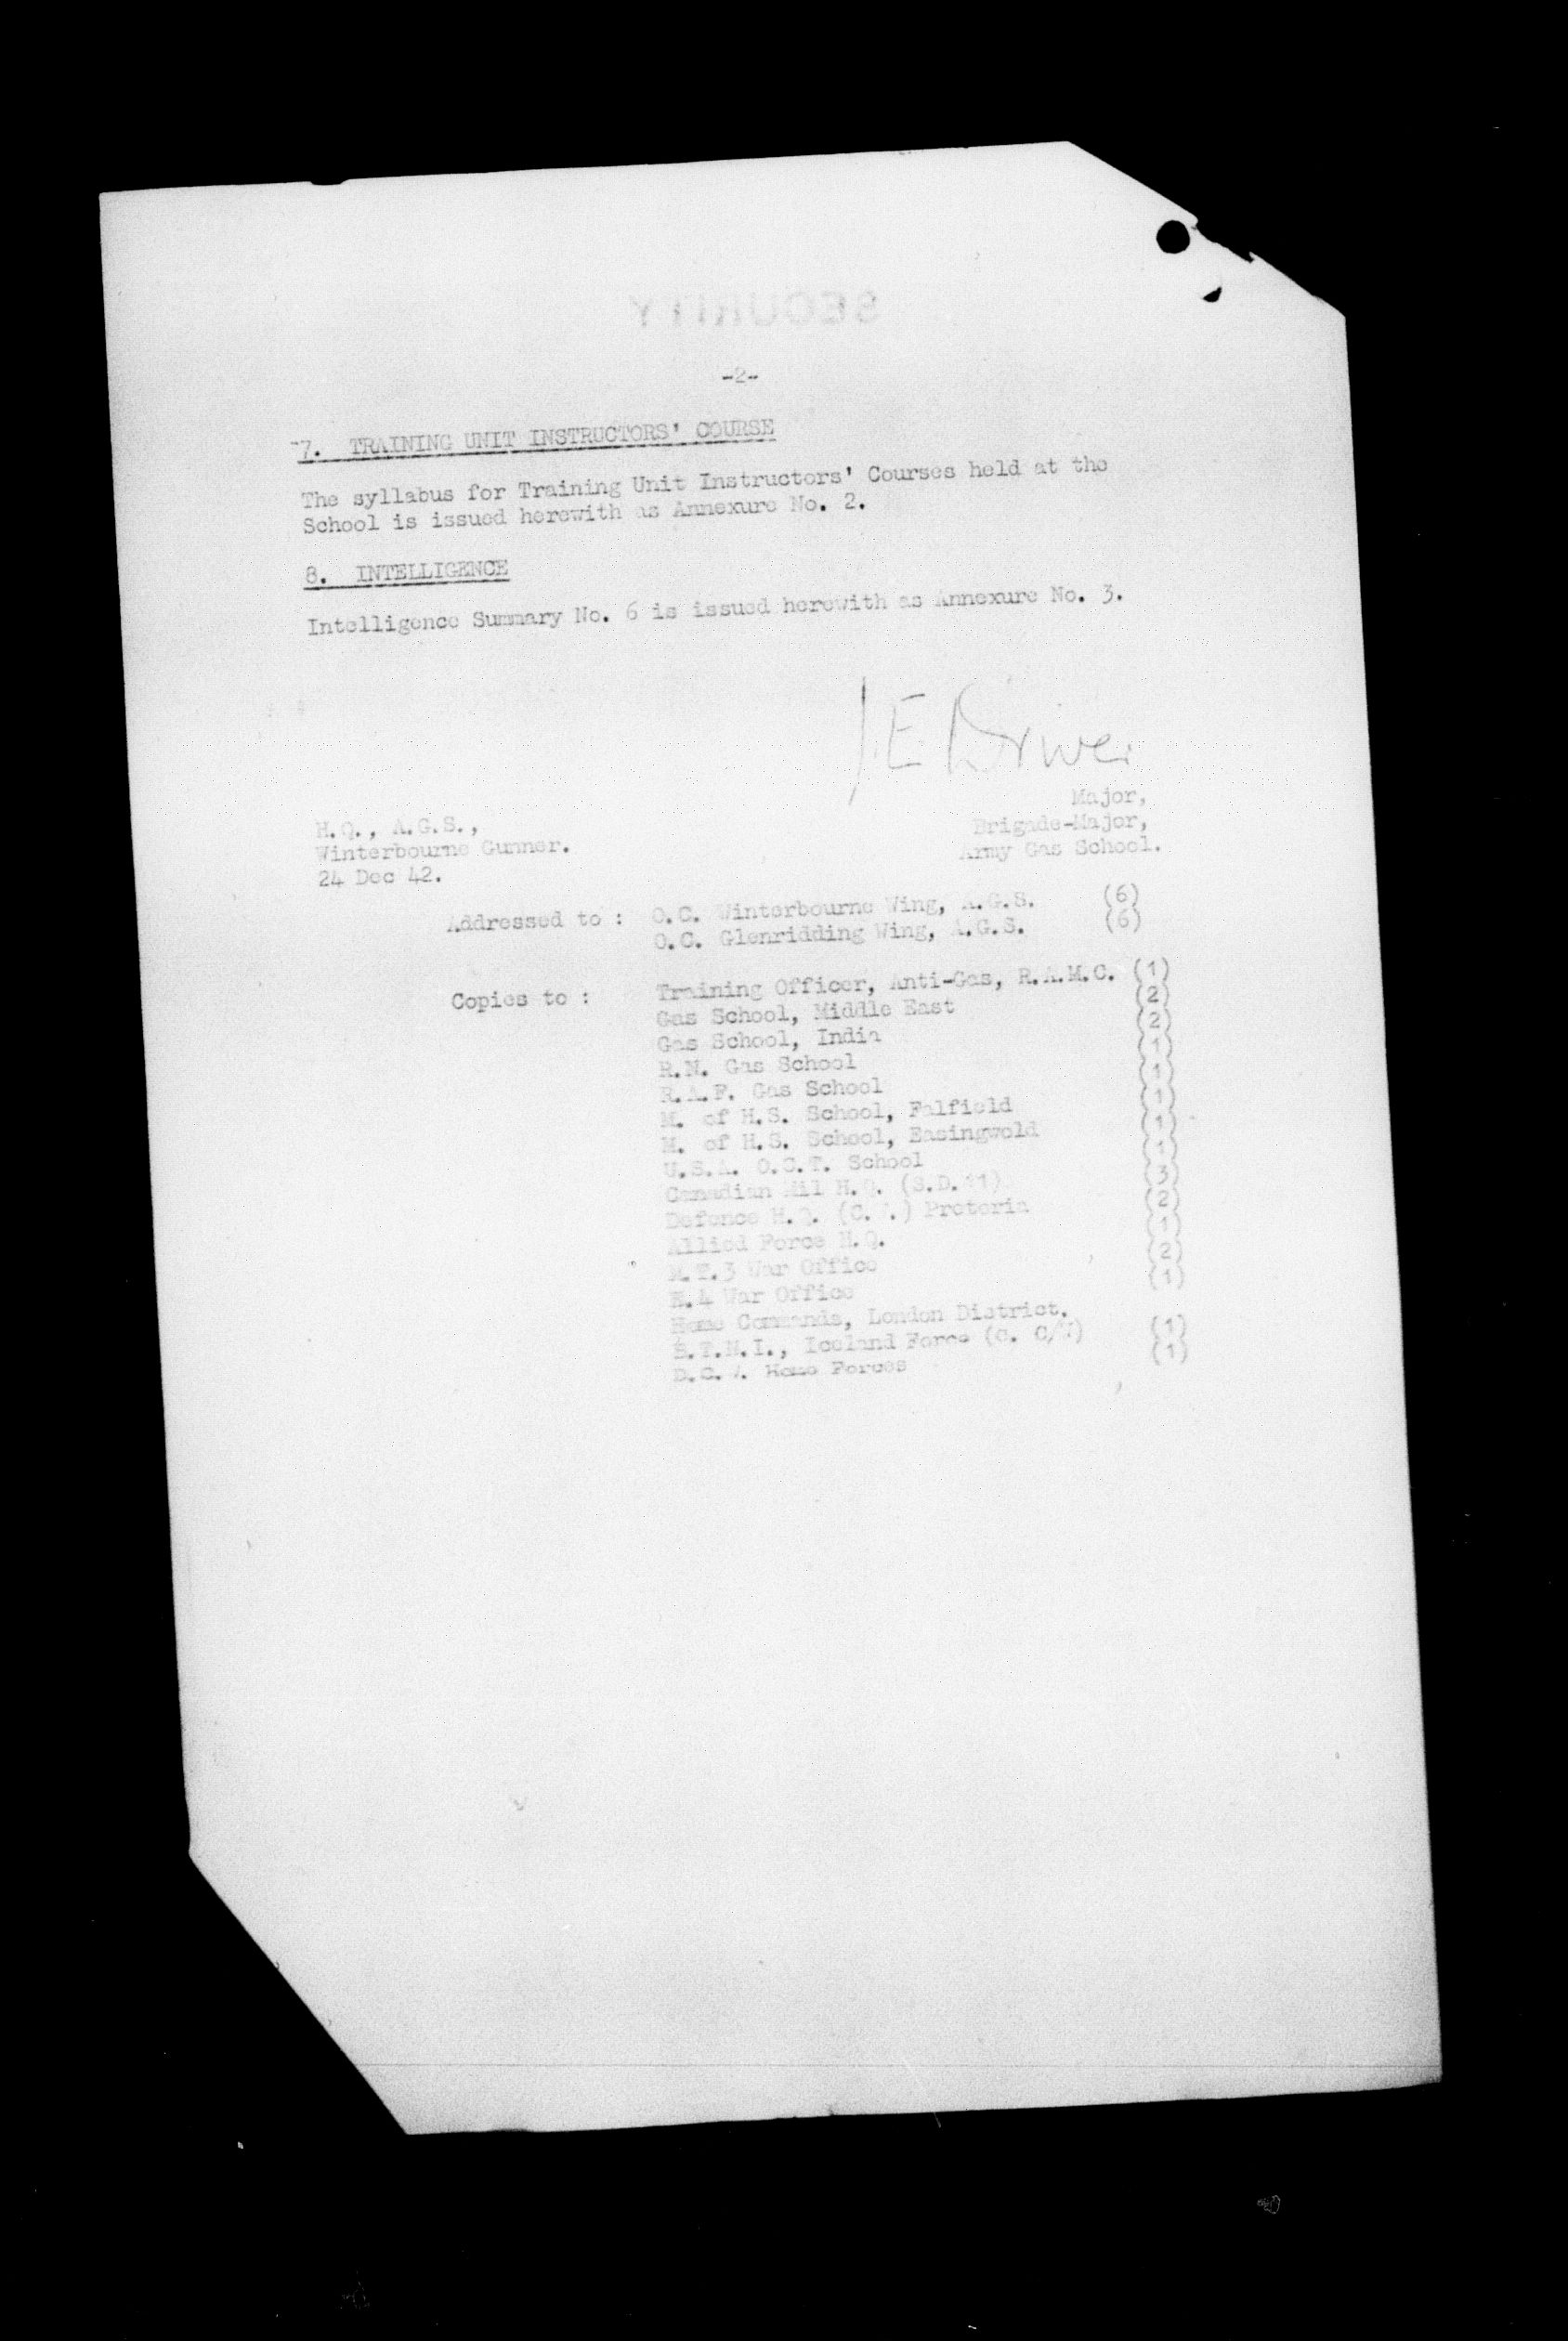 SECURITY
-2-
7. TRAINING UNIT INSTRUCTORS' COURSE
The syllabus for Training Unit Instructors' Courses held at the
School is issued herewith as Annexure No. 2.
8. INTELLIGENCE
Intelligence Summary No. 6 is issued herewith as Annexure No. 3.
J E Driver
Major,
Brigade-Major,
Army Gas School.
H.Q., A.G.S.,
Winterbourne Gunner.
24 Dec 42.
Addressed to : O.C. Winterbourne Wing, A.G.S. (6)
O.C. Glenridding Wing, A.G.S. (6)
Copies to : Training Officer, Anti-Gas, R.A.M.C. (1)
Gas School, Middle East (2)
Gas School, India (2)
R.N. Gas School (1)
R.A.F. Gas School (1)
M. of H.S. School, Falfield (1)
M. of H.S. School, Easingwold (1)
U.S.A. O.C.T. School (1)
Canadian Mil H.Q. (3)
Defence H.Q. Pretoria (2)
Allied Force H.Q. (1)
M.T.3 War Office (2)
War Office (1)
Home Commands, London District.
B.T.N.I., Iceland Force (C. C/W) (1)
D.C.W. Home Forces (1)